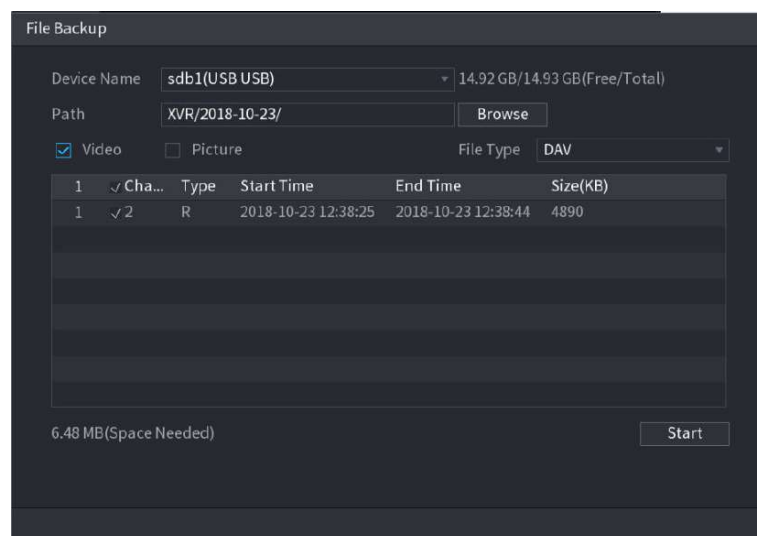 File Backup
Device Name sdb1(USB USB) 14.92 GB/14.93 GB(Free/Total)
Path XVR/2018-10-23/ Browse
Video Picture File Type DAV
1 Cha... Type Start Time End Time Size(KB)
1 2 R 2018-10-23 12:38:25 2018-10-23 12:38:44 4890
6.48 MB(Space Needed) Start